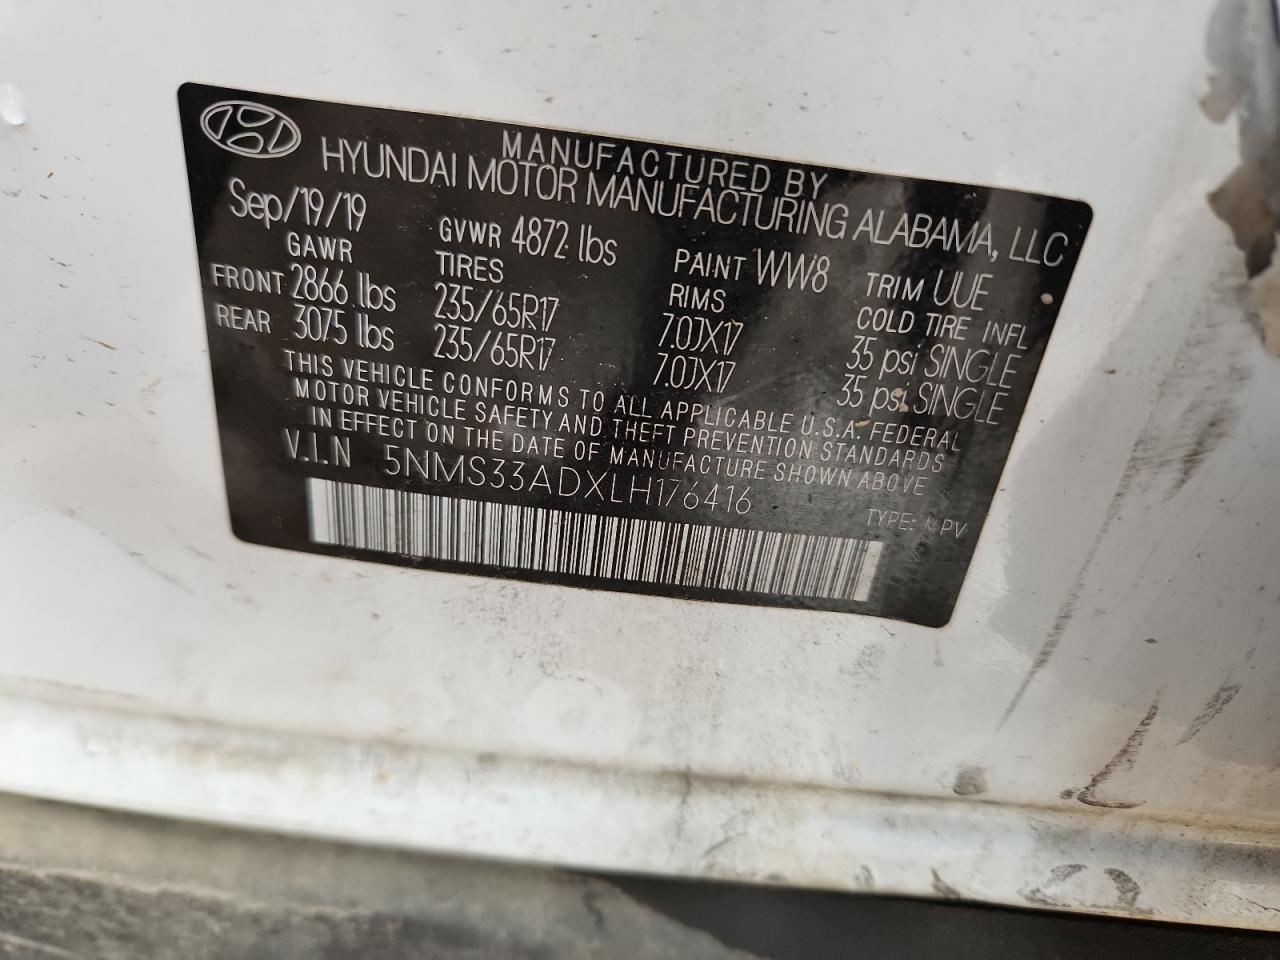 MANUFACTURED BY
HYUNDAI MOTOR MANUFACTURING ALABAMA, LLC
Sep/19/19 GVWR 4872 lbs PAINT WW8 TRIM UUE
GAWR TIRES RIMS COLD TIRE INFL
FRONT 2866 lbs 235/65R17 7.0JX17 35 psi SINGLE
REAR 3075 lbs 235/65R17 7.0JX17 35 psi SINGLE
THIS VEHICLE CONFORMS TO ALL APPLICABLE U.S.A. FEDERAL
MOTOR VEHICLE SAFETY AND THEFT PREVENTION STANDARDS
IN EFFECT ON THE DATE OF MANUFACTURE SHOWN ABOVE
V.I.N 5NMS33ADXLH176416
TYPE: MPV